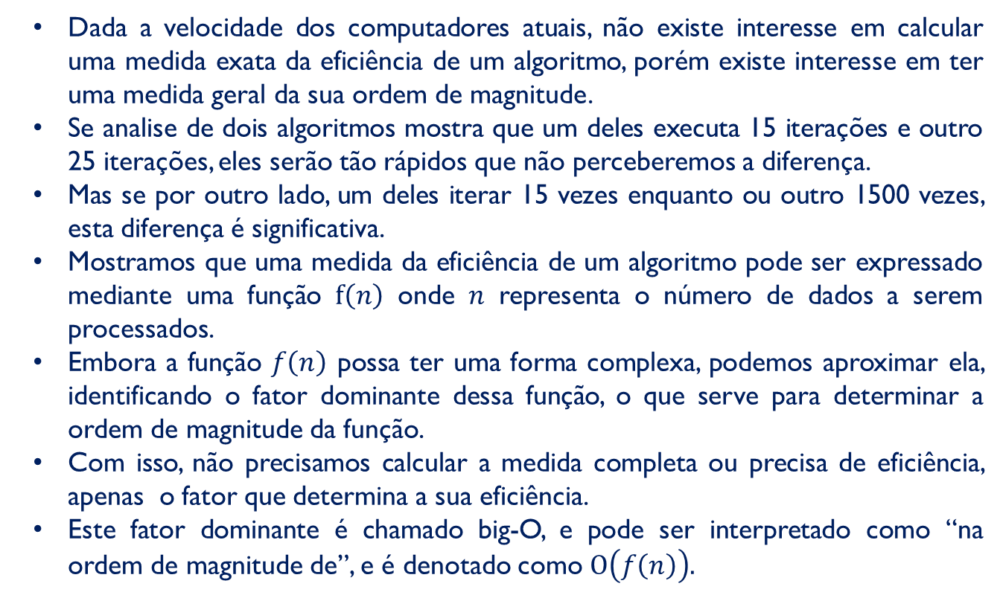 • Dada a velocidade dos computadores atuais, não existe interesse em calcular
uma medida exata da eficiência de um algoritmo, porém existe interesse em ter
uma medida geral da sua ordem de magnitude.
• Se analise de dois algoritmos mostra que um deles executa 15 iterações e outro
25 iterações, eles serão tão rápidos que não perceberemos a diferença.
• Mas se por outro lado, um deles iterar 15 vezes enquanto ou outro 1500 vezes,
esta diferença é significativa.
• Mostramos que uma medida da eficiência de um algoritmo pode ser expressado
mediante uma função f(n) onde n representa o número de dados a serem
processados.
• Embora a função f(n) possa ter uma forma complexa, podemos aproximar ela,
identificando o fator dominante dessa função, o que serve para determinar a
ordem de magnitude da função.
• Com isso, não precisamos calcular a medida completa ou precisa de eficiência,
apenas o fator que determina a sua eficiência.
• Este fator dominante é chamado big-O, e pode ser interpretado como “na
ordem de magnitude de”, e é denotado como O(f(n)).